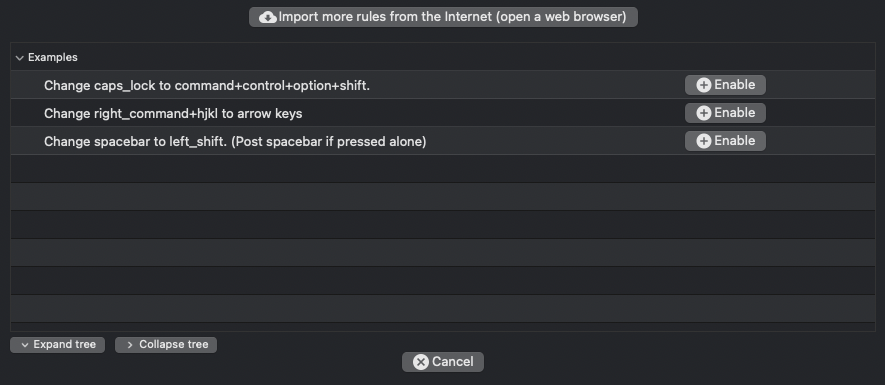 Import more rules from the Internet (open a web browser)
Examples
Change caps_lock to command+control+option+shift.
Enable
Change right_command+hjkl to arrow keys
Enable
Change spacebar to left_shift. (Post spacebar if pressed alone)
Enable
Expand tree
Collapse tree
Cancel